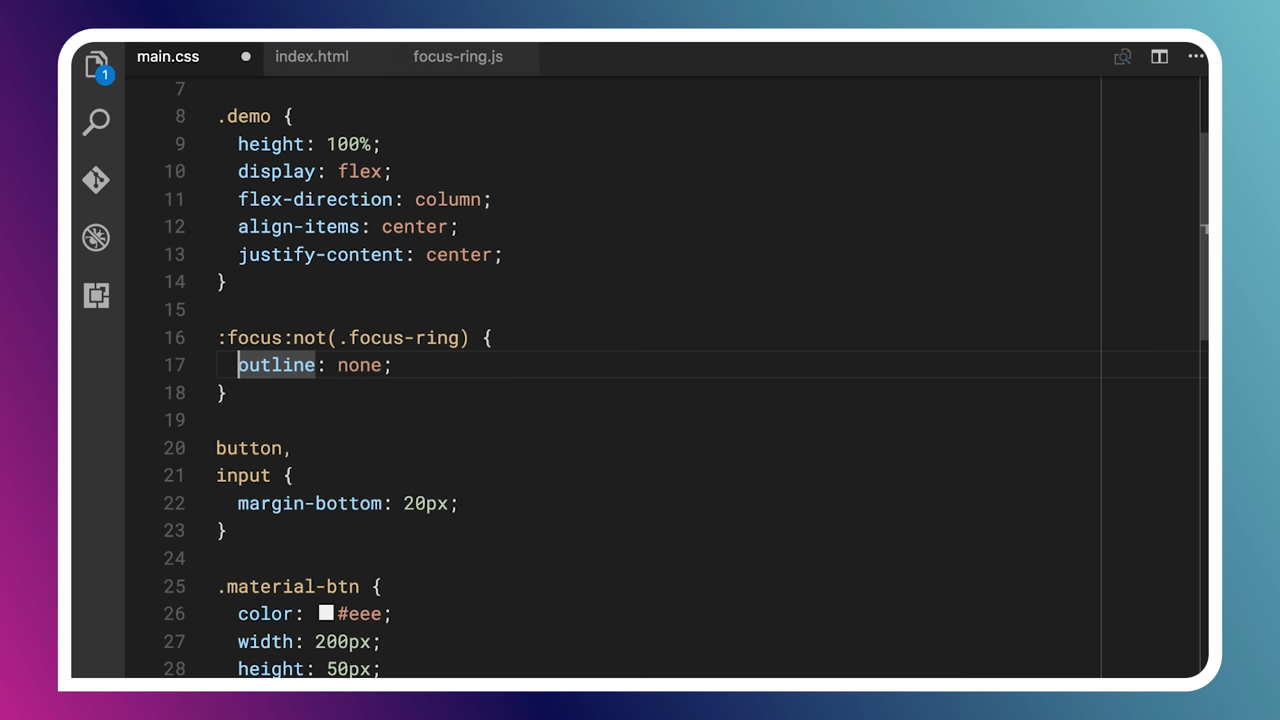 main.css
index.html
focus-ring.js
1
7
8 .demo {
9 height: 100%;
10 display: flex;
11 flex-direction: column;
12 align-items: center;
13 justify-content: center;
14 }
15
16 :focus:not(.focus-ring) {
17 outline: none;
18 }
19
20 button,
21 input {
22 margin-bottom: 20px;
23 }
24
25 .material-btn {
26 color: #eee;
27 width: 200px;
28 height: 50px;